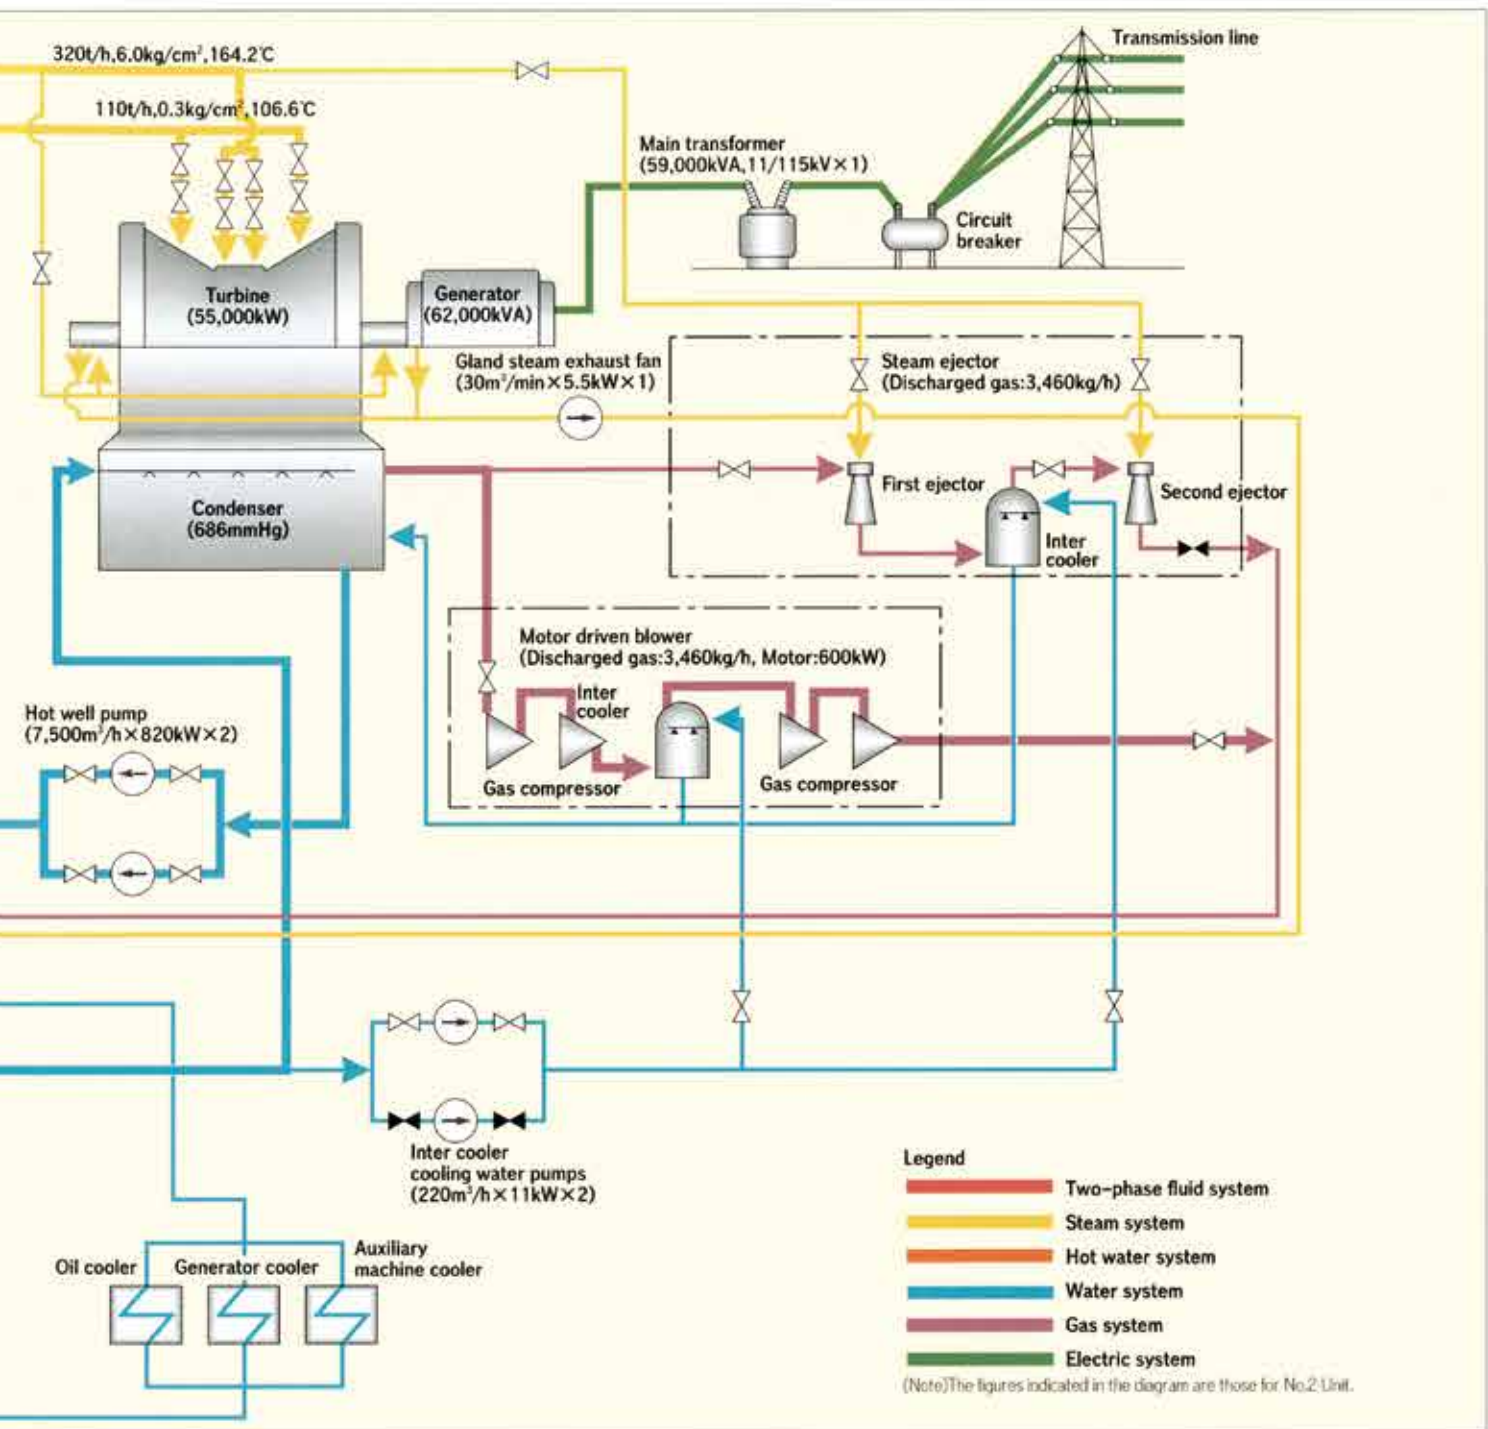 320t/h,6.0kg/cm²,164.2℃
110t/h,0.3kg/cm²,106.6℃
Transmission line
Main transformer
(59,000kVA,11/115kV×1)
Circuit
breaker
Turbine
(55,000kW)
Generator
(62,000kVA)
Gland steam exhaust fan
(30m³/min×5.5kW×1)
Steam ejector
(Discharged gas:3,460kg/h)
First ejector
Second ejector
Inter
cooler
Condenser
(686mmHg)
Motor driven blower
(Discharged gas:3,460kg/h, Motor:600kW)
Inter
cooler
Gas compressor
Gas compressor
Hot well pump
(7,500m³/h×820kW×2)
Inter cooler
cooling water pumps
(220m³/h×11kW×2)
Oil cooler
Generator cooler
Auxiliary
machine cooler
Legend
Two-phase fluid system
Steam system
Hot water system
Water system
Gas system
Electric system
(Note)The figures indicated in the diagram are those for No.2 Unit.